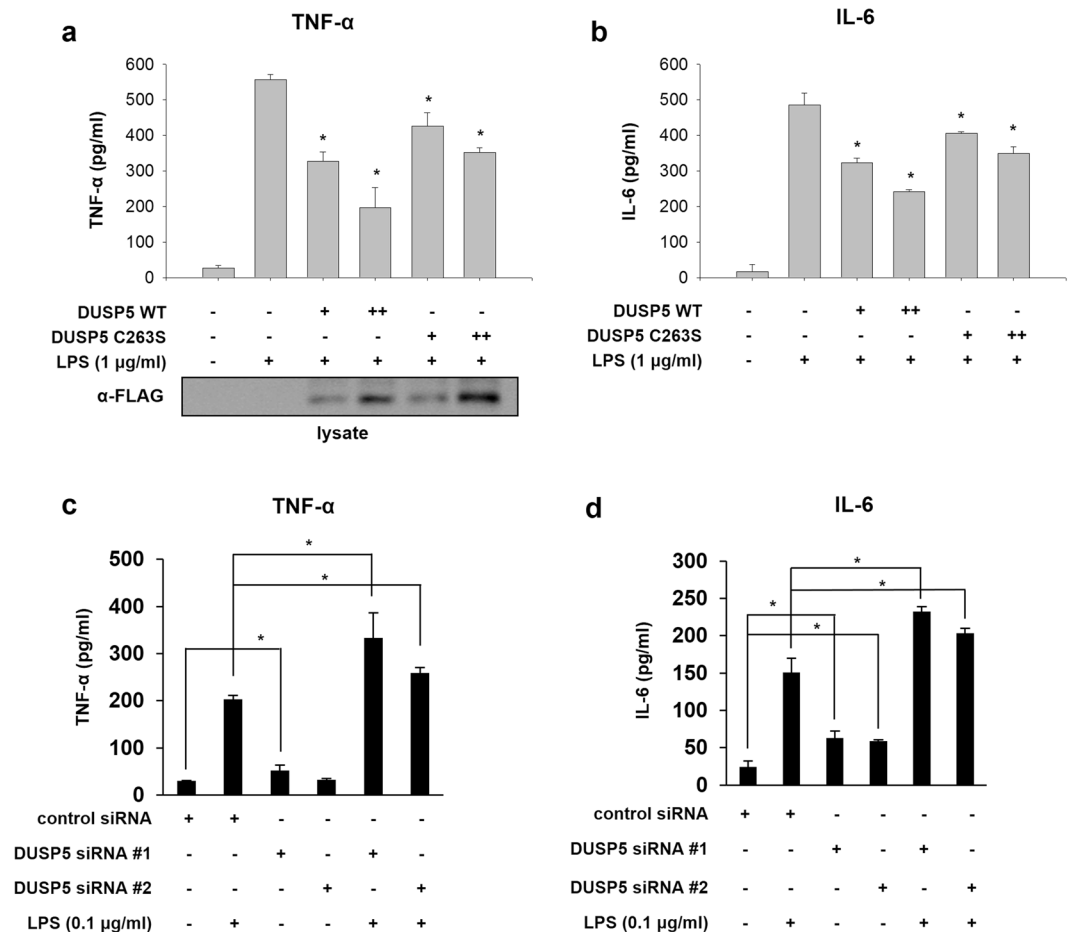 a
TNF-α
TNF-α (pg/ml)
600
500
400
300
200
100
0
* * * *
DUSP5 WT - - + ++ - -
DUSP5 C263S - - - - + ++
LPS (1 µg/ml) - + + + + +
α-FLAG
lysate
b
IL-6
IL-6 (pg/ml)
600
500
400
300
200
100
0
* * * *
DUSP5 WT - - + ++ - -
DUSP5 C263S - - - - + ++
LPS (1 µg/ml) - + + + + +
c
TNF-α
TNF-α (pg/ml)
500
400
300
200
100
0
*
*
*
control siRNA + + - - - -
DUSP5 siRNA #1 - - + - + -
DUSP5 siRNA #2 - - - + - +
LPS (0.1 µg/ml) - + - - + +
d
IL-6
IL-6 (pg/ml)
300
250
200
150
100
50
0
*
*
*
*
control siRNA + + - - - -
DUSP5 siRNA #1 - - + - + -
DUSP5 siRNA #2 - - - + - +
LPS (0.1 µg/ml) - + - - + +